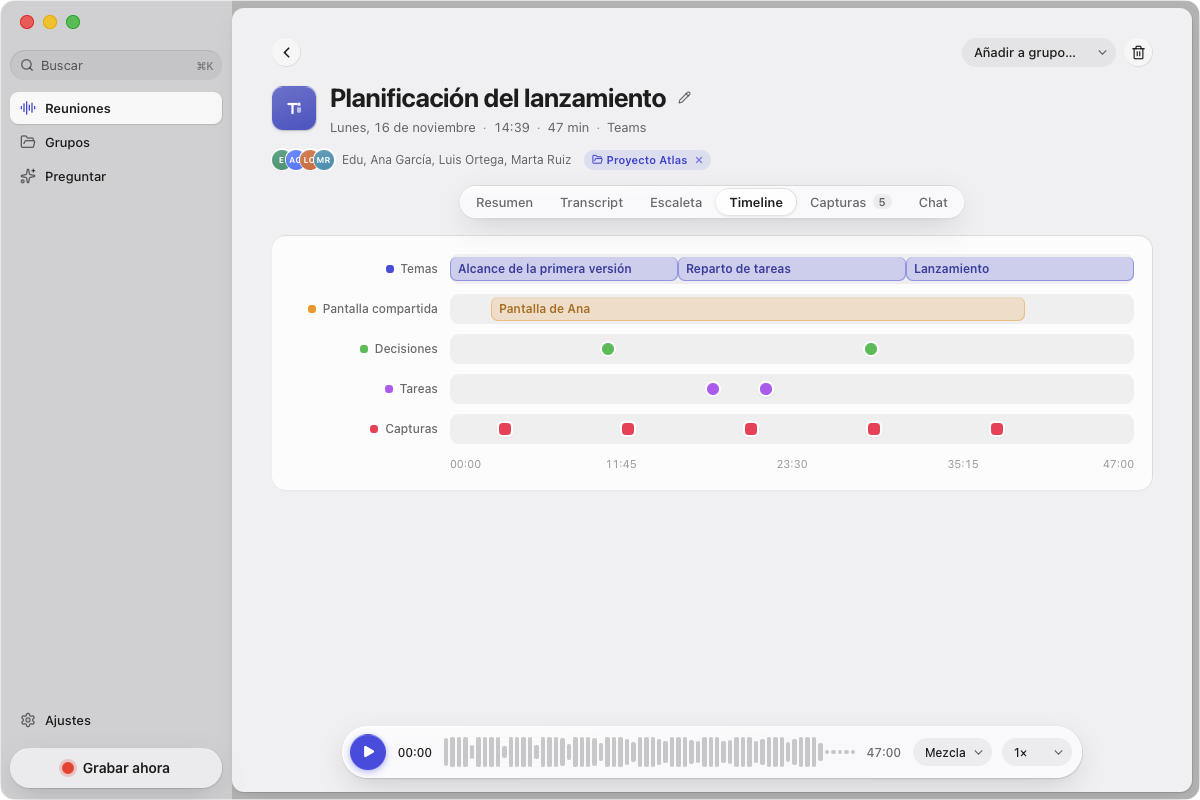 Buscar ⌘K
Reuniones
Grupos
Preguntar
Ajustes
Grabar ahora
Añadir a grupo...
Planificación del lanzamiento
Lunes, 16 de noviembre · 14:39 · 47 min · Teams
MR Edu, Ana García, Luis Ortega, Marta Ruiz Proyecto Atlas ×
Resumen Transcript Escaleta Timeline Capturas 5 Chat
Temas Alcance de la primera versión Reparto de tareas Lanzamiento
Pantalla compartida Pantalla de Ana
Decisiones
Tareas
Capturas
00:00 11:45 23:30 35:15 47:00
00:00 47:00 Mezcla 1×